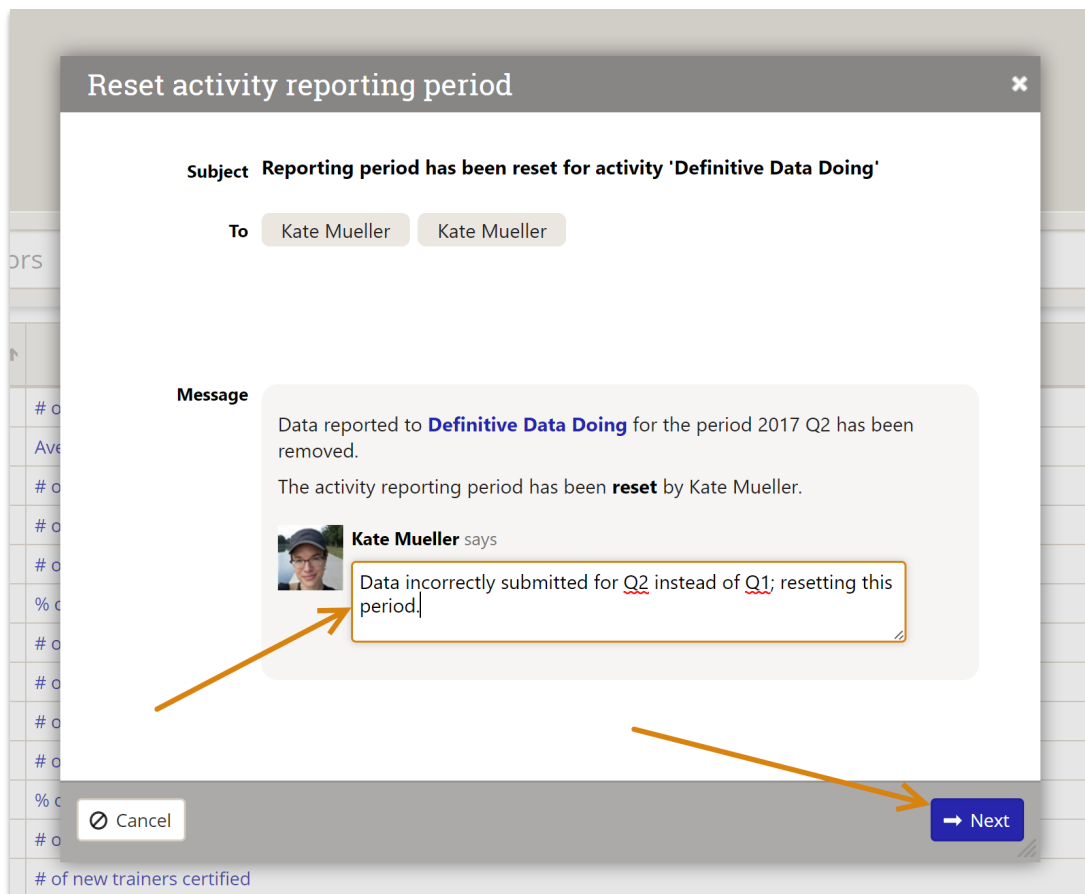 Reset activity reporting period
Subject Reporting period has been reset for activity 'Definitive Data Doing'
To Kate Mueller Kate Mueller
ors
Message
Data reported to Definitive Data Doing for the period 2017 Q2 has been
removed.
The activity reporting period has been reset by Kate Mueller.
Kate Mueller says
Data incorrectly submitted for Q2 instead of Q1; resetting this
period.
# o
Ave
# o
# o
# o
% o
# o
# o
# o
# o
% o
# o
Cancel
Next
# of new trainers certified